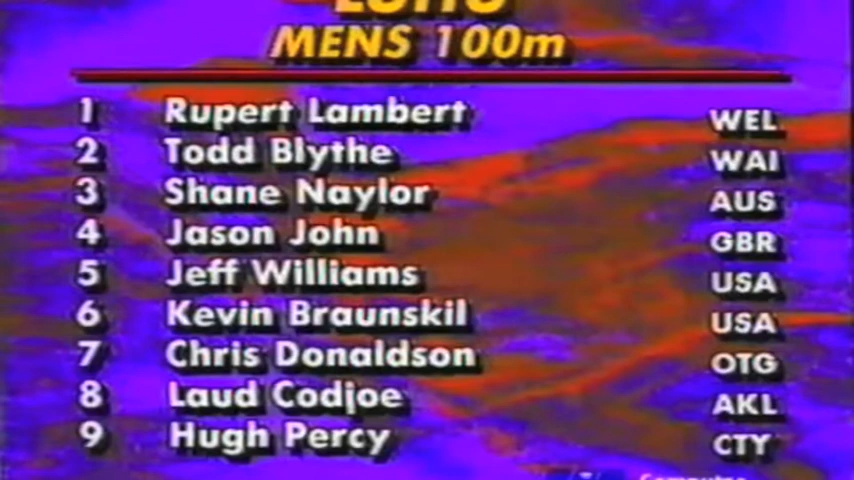 LOTTO
MENS 100m
1 Rupert Lambert WEL
2 Todd Blythe WAI
3 Shane Naylor AUS
4 Jason John GBR
5 Jeff Williams USA
6 Kevin Braunskil USA
7 Chris Donaldson OTG
8 Laud Codjoe AKL
9 Hugh Percy CTY